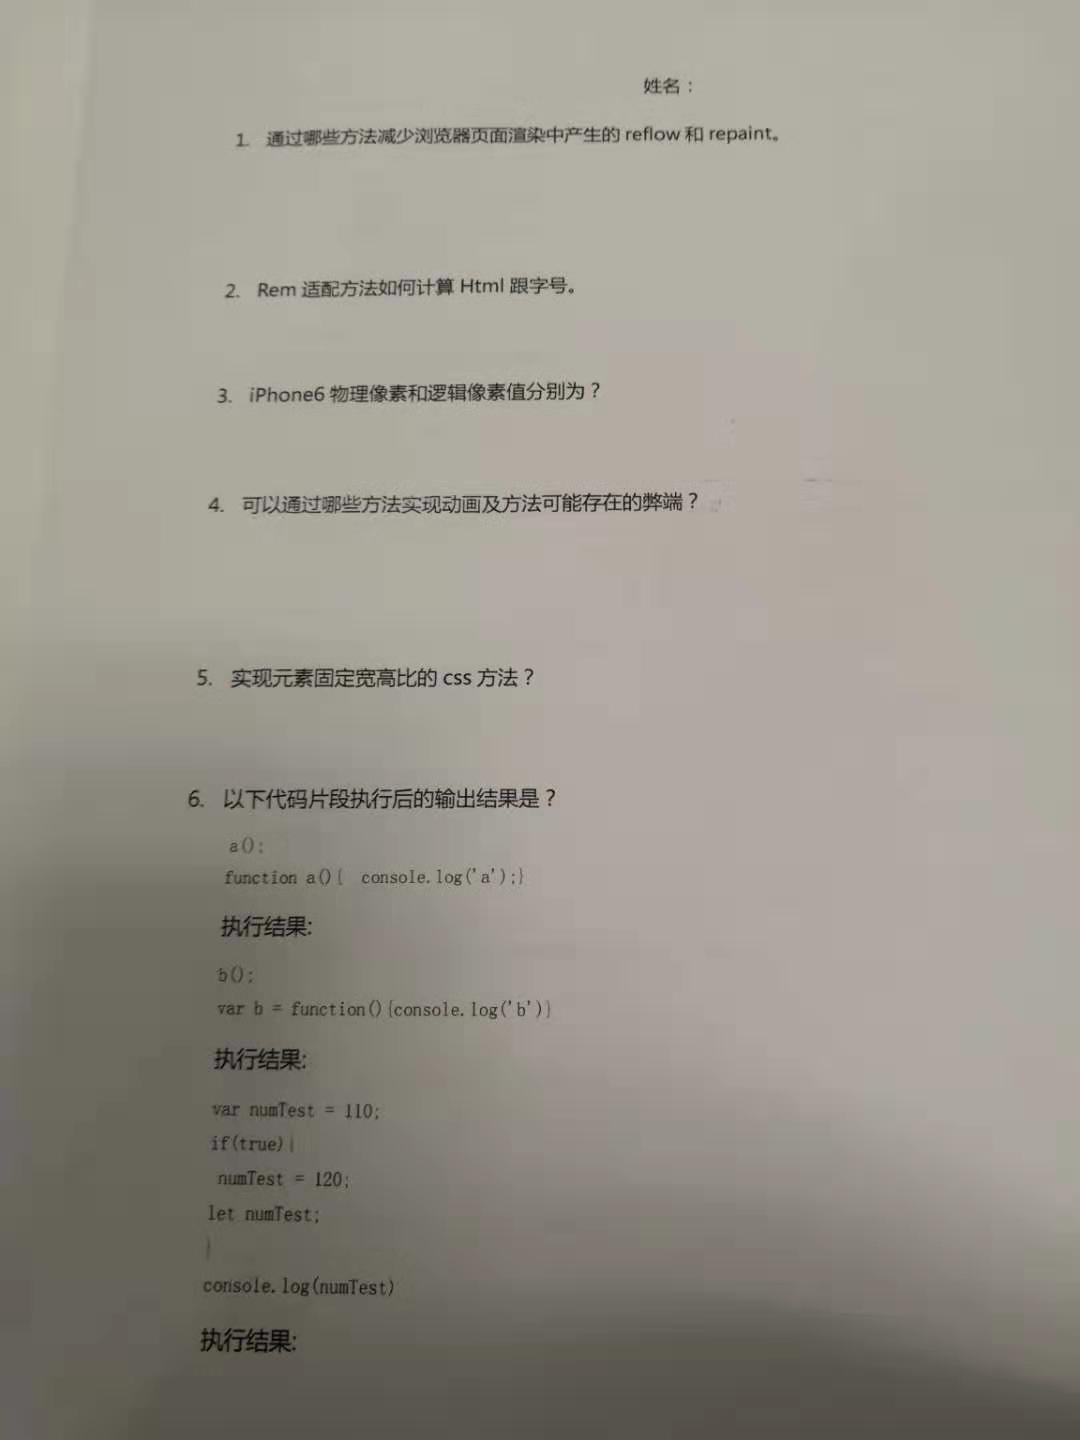 姓名：
1. 通过哪些方法减少浏览器页面渲染中产生的 reflow 和 repaint。
2. Rem 适配方法如何计算 Html 跟字号。
3. iPhone6 物理像素和逻辑像素值分别为？
4. 可以通过哪些方法实现动画及方法可能存在的弊端？
5. 实现元素固定宽高比的 css 方法？
6. 以下代码片段执行后的输出结果是？
a();
function a(){ console.log('a');}
执行结果:
b();
var b = function(){console.log('b')}
执行结果:
var numTest = 110;
if(true){
numTest = 120;
let numTest;
}
console.log(numTest)
执行结果: